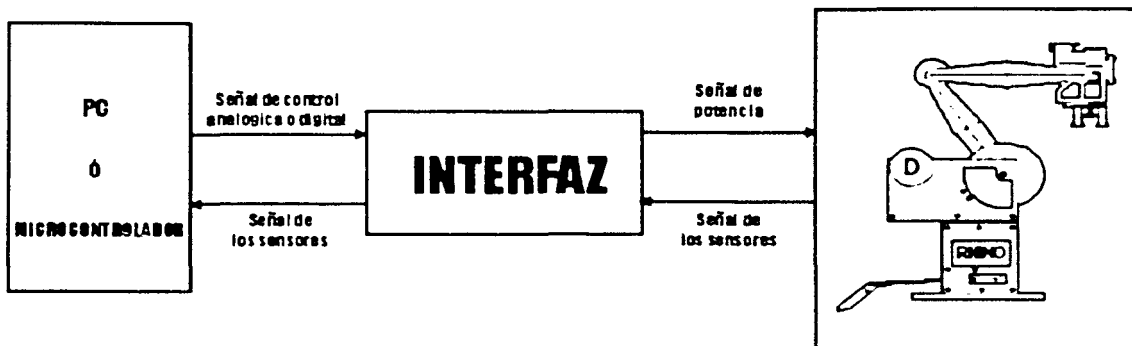 PC
Ó
MICROCONTROLADOR
Señal de control
analogica o digital
Señal de
los sensores
INTERFAZ
Señal de
potencia
Señal de
los sensores
D
RHINO